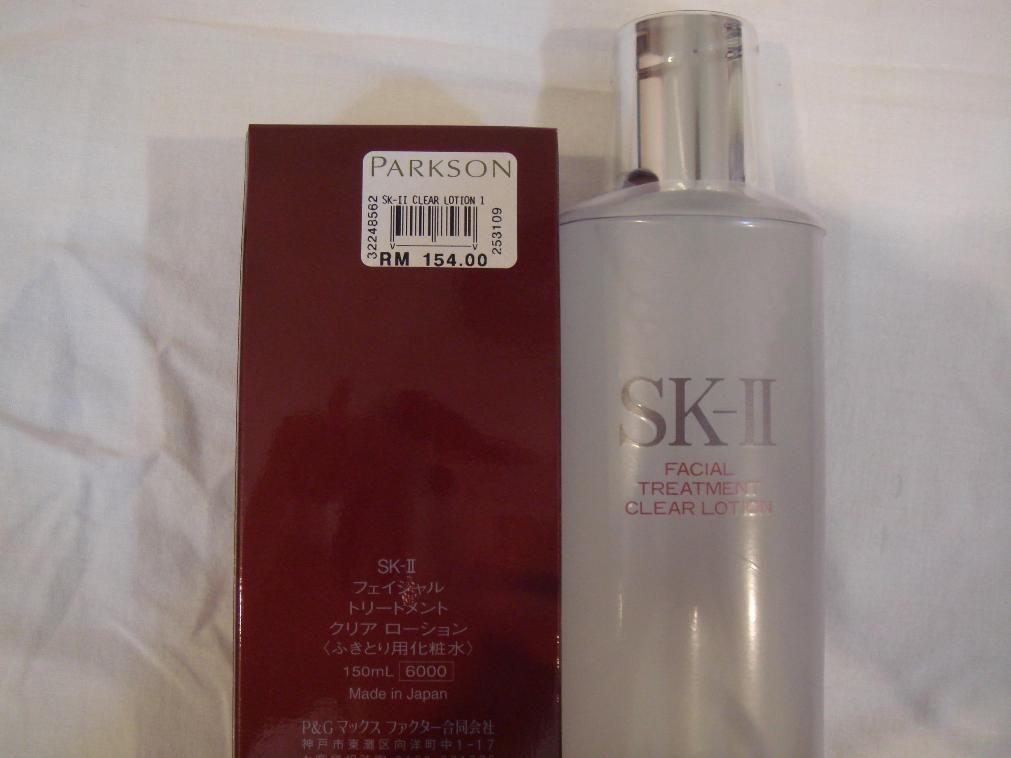 PARKSON
SK-II CLEAR LOTION 1
32248562
253109
RM 154.00
SK-II
フェイシャル
トリートメント
クリア ローション
〈ふきとり用化粧水〉
150mL 6000
Made in Japan
P&G マックス ファクター合同会社
神戸市東灘区向洋町中1-17
SK-II
FACIAL
TREATMENT
CLEAR LOTION